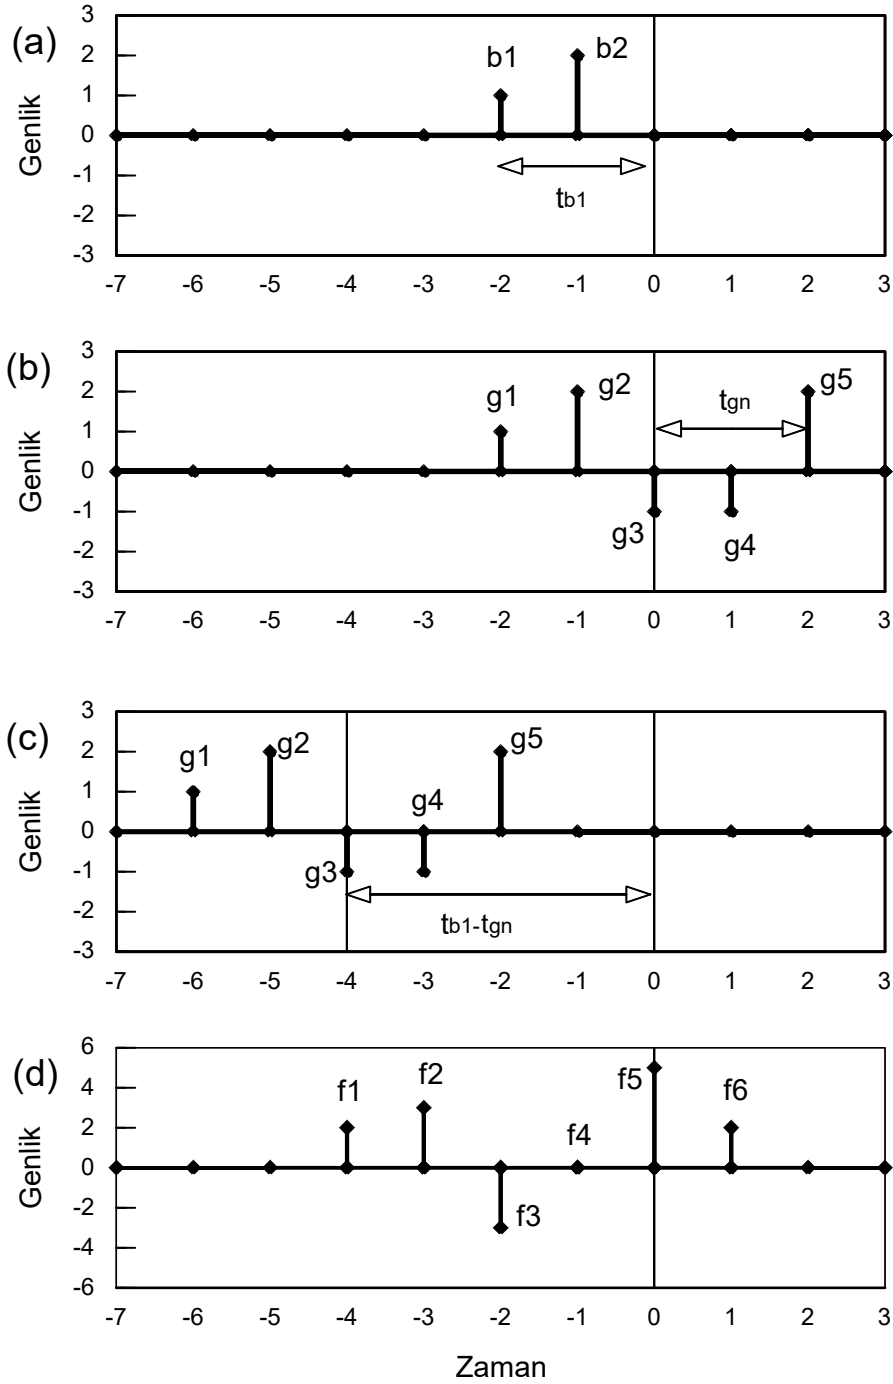 (a)
Genlik
3
2
1
0
-1
-2
-3
b1
b2
tb1
-7 -6 -5 -4 -3 -2 -1 0 1 2 3
(b)
Genlik
3
2
1
0
-1
-2
-3
g1
g2
g3
g4
g5
tgn
-7 -6 -5 -4 -3 -2 -1 0 1 2 3
(c)
Genlik
3
2
1
0
-1
-2
-3
g1
g2
g3
g4
g5
tb1-tgn
-7 -6 -5 -4 -3 -2 -1 0 1 2 3
(d)
Genlik
6
4
2
0
-2
-4
-6
f1
f2
f3
f4
f5
f6
-7 -6 -5 -4 -3 -2 -1 0 1 2 3
Zaman